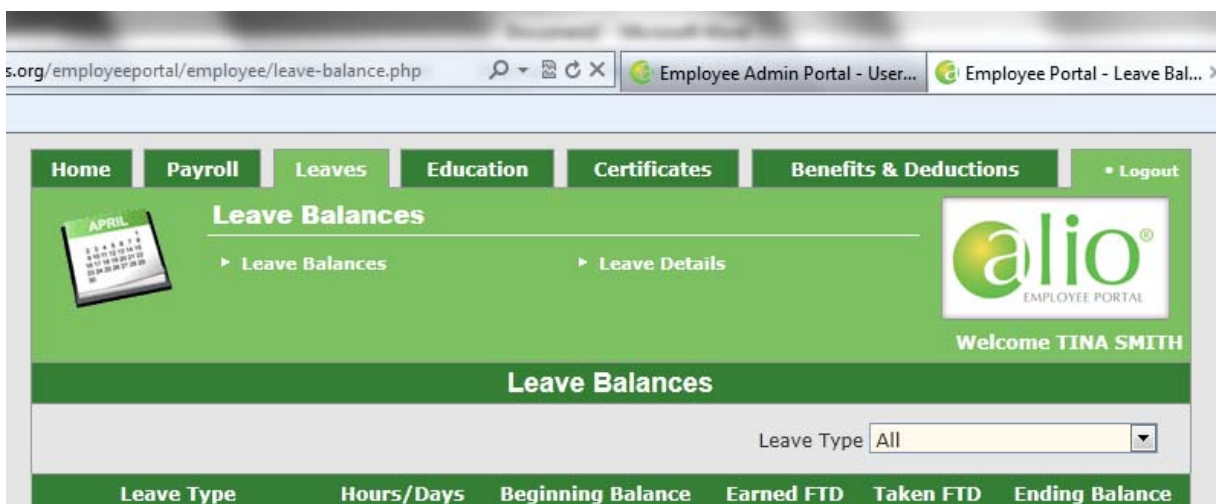 s.org/employeeportal/employee/leave-balance.php Employee Admin Portal - User... Employee Portal - Leave Bal...
Home Payroll Leaves Education Certificates Benefits & Deductions • Logout
APRIL
Leave Balances
Leave Balances Leave Details
alio®
EMPLOYEE PORTAL
Welcome TINA SMITH
Leave Balances
Leave Type All
Leave Type Hours/Days Beginning Balance Earned FTD Taken FTD Ending Balance